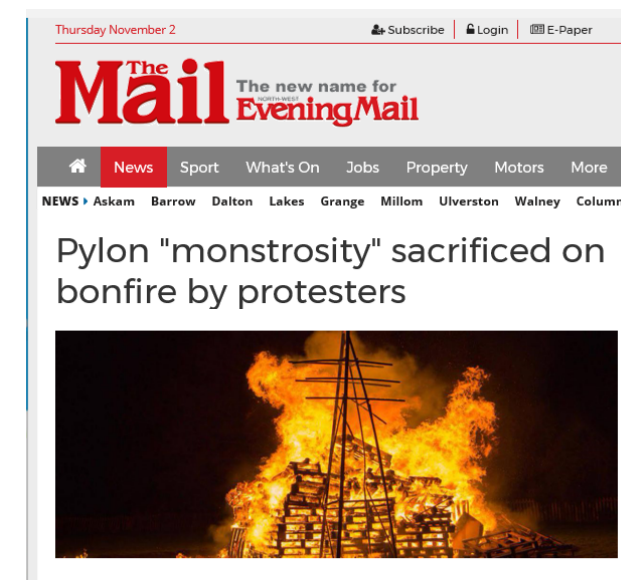 Thursday November 2 Subscribe Login E-Paper
The Mail The new name for
NORTH-WEST
Evening Mail
News Sport What's On Jobs Property Motors More
NEWS Askam Barrow Dalton Lakes Grange Millom Ulverston Walney Column
Pylon "monstrosity" sacrificed on
bonfire by protesters